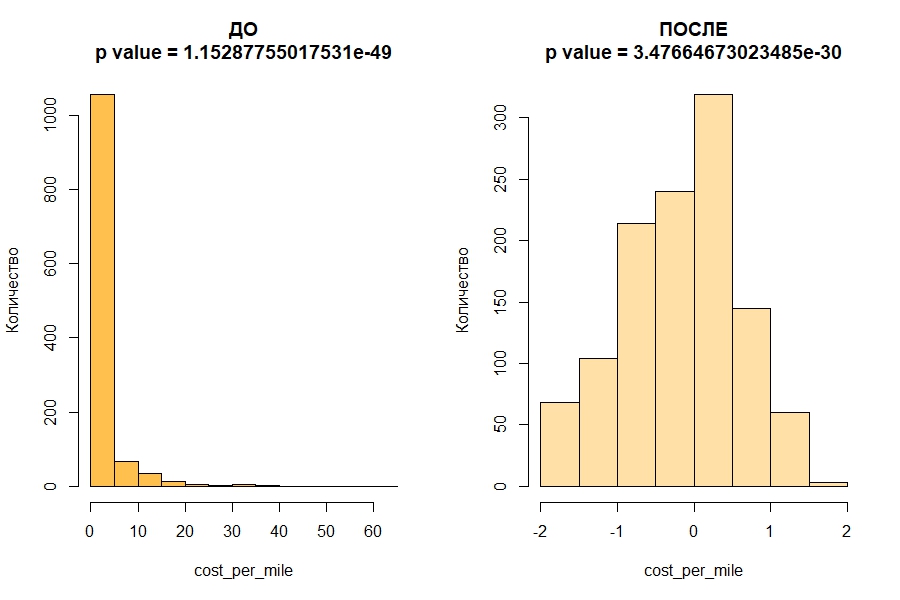 ДО
p value = 1.15287755017531e-49
Количество
0
200
400
600
800
1000
0 10 20 30 40 50 60
cost_per_mile
ПОСЛЕ
p value = 3.47664673023485e-30
Количество
0
50
100
150
200
250
300
-2 -1 0 1 2
cost_per_mile